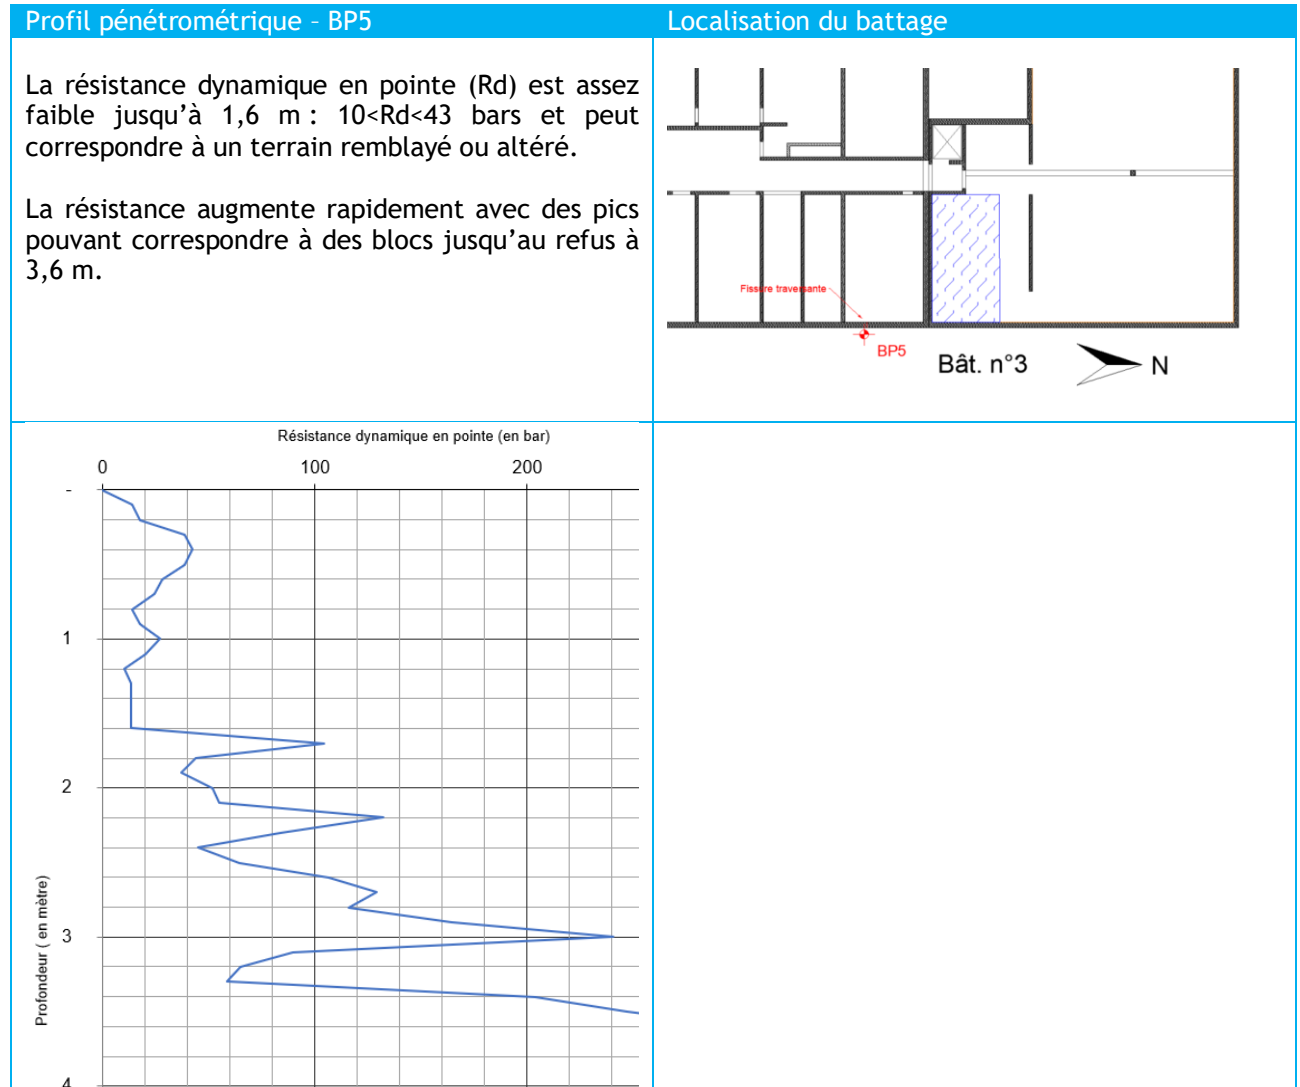 Profil pénétrométrique – BP5
Localisation du battage
La résistance dynamique en pointe (Rd) est assez
faible jusqu’à 1,6 m : 10<Rd<43 bars et peut
correspondre à un terrain remblayé ou altéré.
La résistance augmente rapidement avec des pics
pouvant correspondre à des blocs jusqu’au refus à
3,6 m.
Fissure traversante
BP5
Bât. n°3
N
Résistance dynamique en pointe (en bar)
0 100 200
-
1
2
3
4
Profondeur ( en mètre)